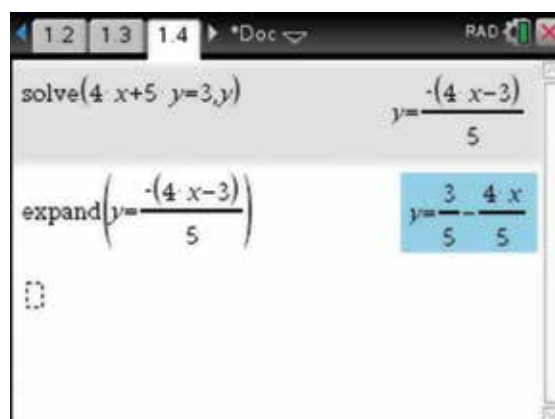 1.2 1.3 1.4 *Doc RAD
solve(4·x+5·y=3,y) y=-(4·x-3)/5
expand(y=-(4·x-3)/5) y=3/5-4·x/5